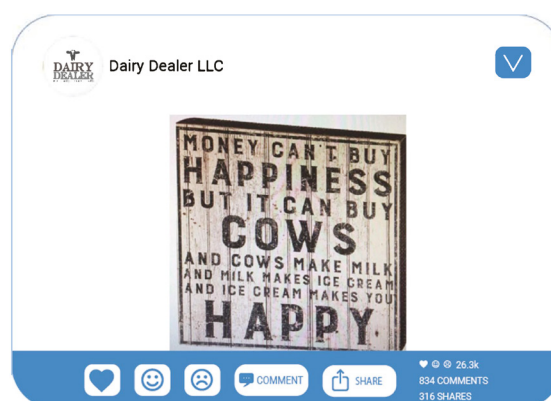 DAIRY
DEALER
Dairy Dealer LLC
MONEY CAN'T BUY
HAPPINESS
BUT IT CAN BUY
COWS
AND COWS MAKE MILK
AND MILK MAKES ICE CREAM
AND ICE CREAM MAKES YOU
HAPPY.
COMMENT
SHARE
26.3k
834 COMMENTS
316 SHARES